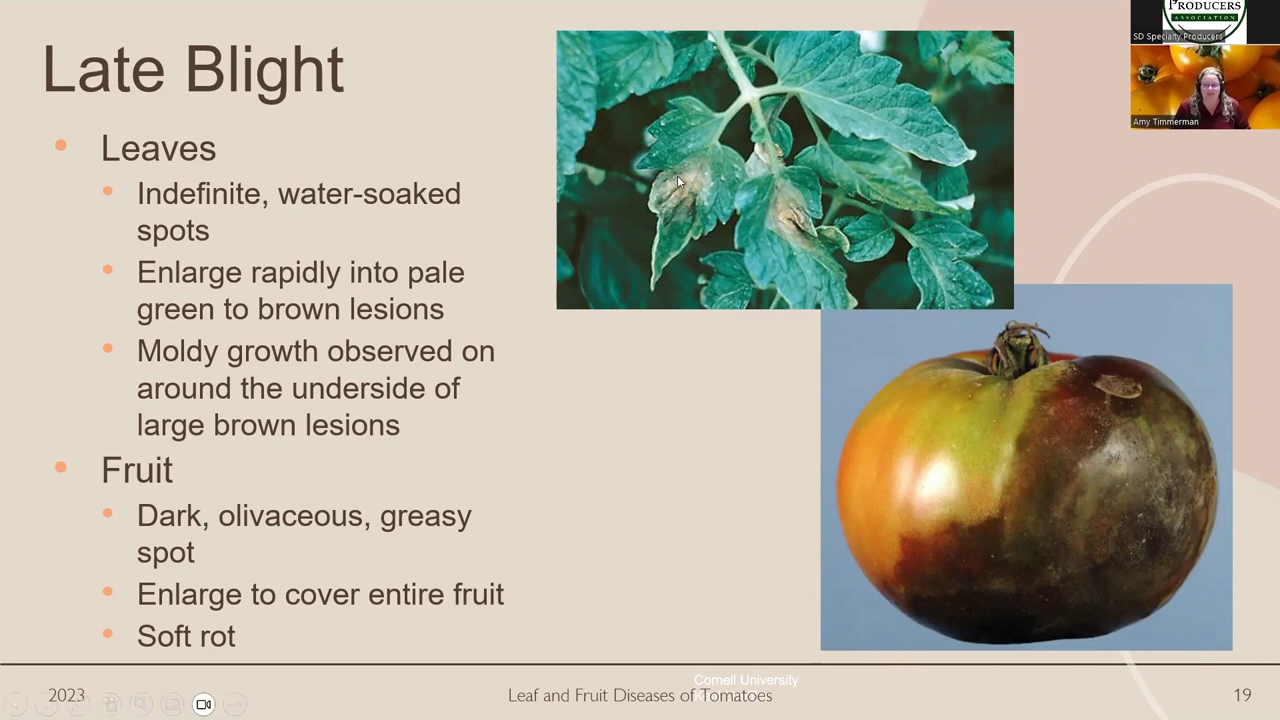 Late Blight
Leaves
Indefinite, water-soaked
spots
Enlarge rapidly into pale
green to brown lesions
Moldy growth observed on
around the underside of
large brown lesions
Fruit
Dark, olivaceous, greasy
spot
Enlarge to cover entire fruit
Soft rot
PRODUCERS
ASSOCIATION
SD Specialty Producers
Amy Timmerman
Cornell University
2023
Leaf and Fruit Diseases of Tomatoes
19